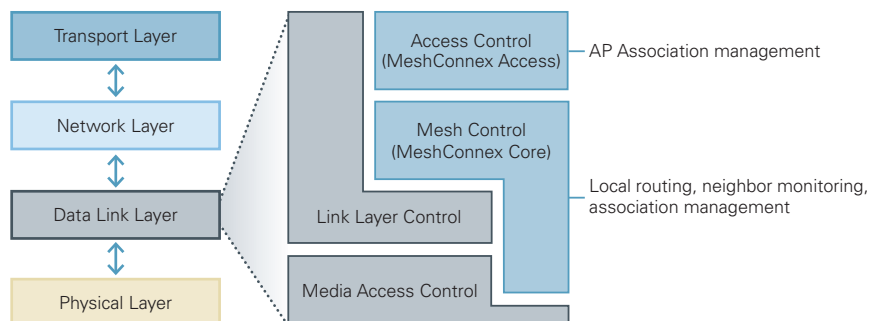 Transport Layer
Network Layer
Data Link Layer
Physical Layer
Access Control
(MeshConnex Access)
Mesh Control
(MeshConnex Core)
Link Layer Control
Media Access Control
AP Association management
Local routing, neighbor monitoring,
association management